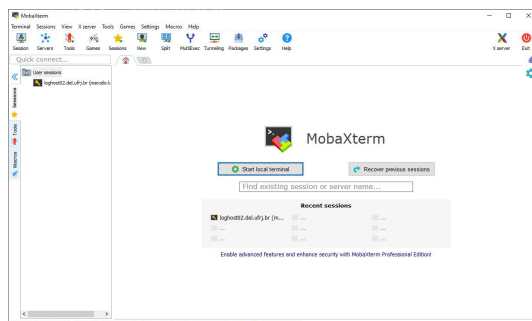 MobaXterm
Terminal Sessions View X server Tools Games Settings Macros Help
Session Servers Tools Games Sessions View Split MultiExec Tunneling Packages Settings Help X server Exit
Quick connect...
User sessions
loghost02.del.ufrj.br (marcelo.l
Sessions
Tools
Macros
MobaXterm
Start local terminal
Recover previous sessions
Find existing session or server name...
Recent sessions
loghost02.del.ufrj.br (m... ... ...
... ... ...
... ... ...
Enable advanced features and enhance security with MobaXterm Professional Edition!